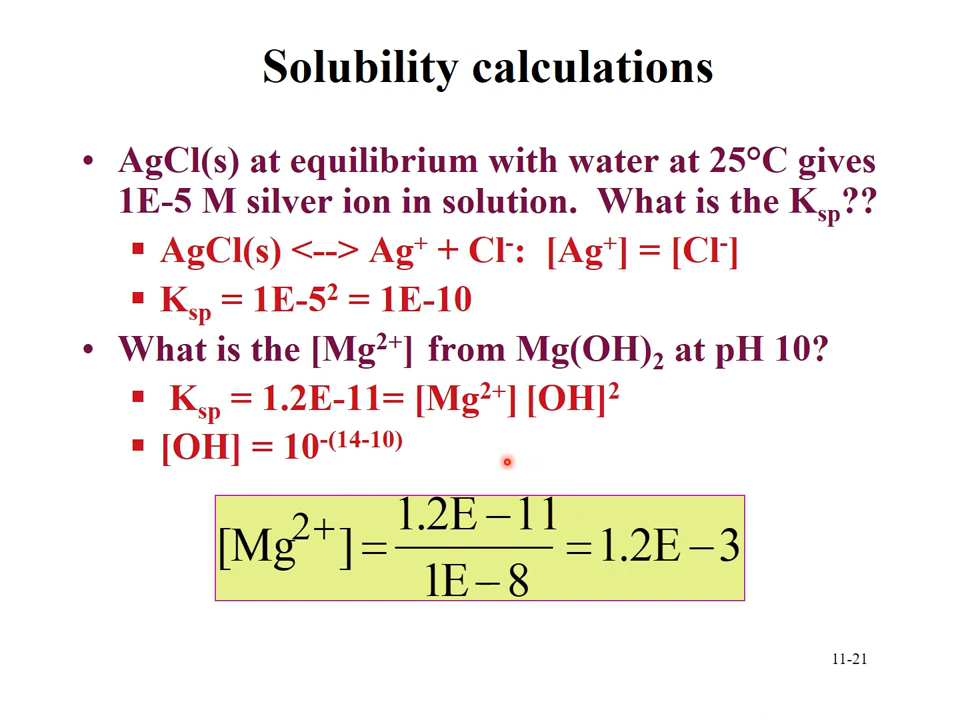 Solubility calculations
• AgCl(s) at equilibrium with water at 25°C gives
1E-5 M silver ion in solution.  What is the Ksp??
▪ AgCl(s) <--> Ag⁺ + Cl⁻:  [Ag⁺] = [Cl⁻]
▪ Ksp = 1E-5² = 1E-10
• What is the [Mg²⁺] from Mg(OH)₂ at pH 10?
▪ Ksp = 1.2E-11= [Mg²⁺] [OH]²
▪ [OH] = 10⁻⁽¹⁴⁻¹⁰⁾
[Mg²⁺] = 1.2E − 11 / 1E − 8 = 1.2E − 3
11-21